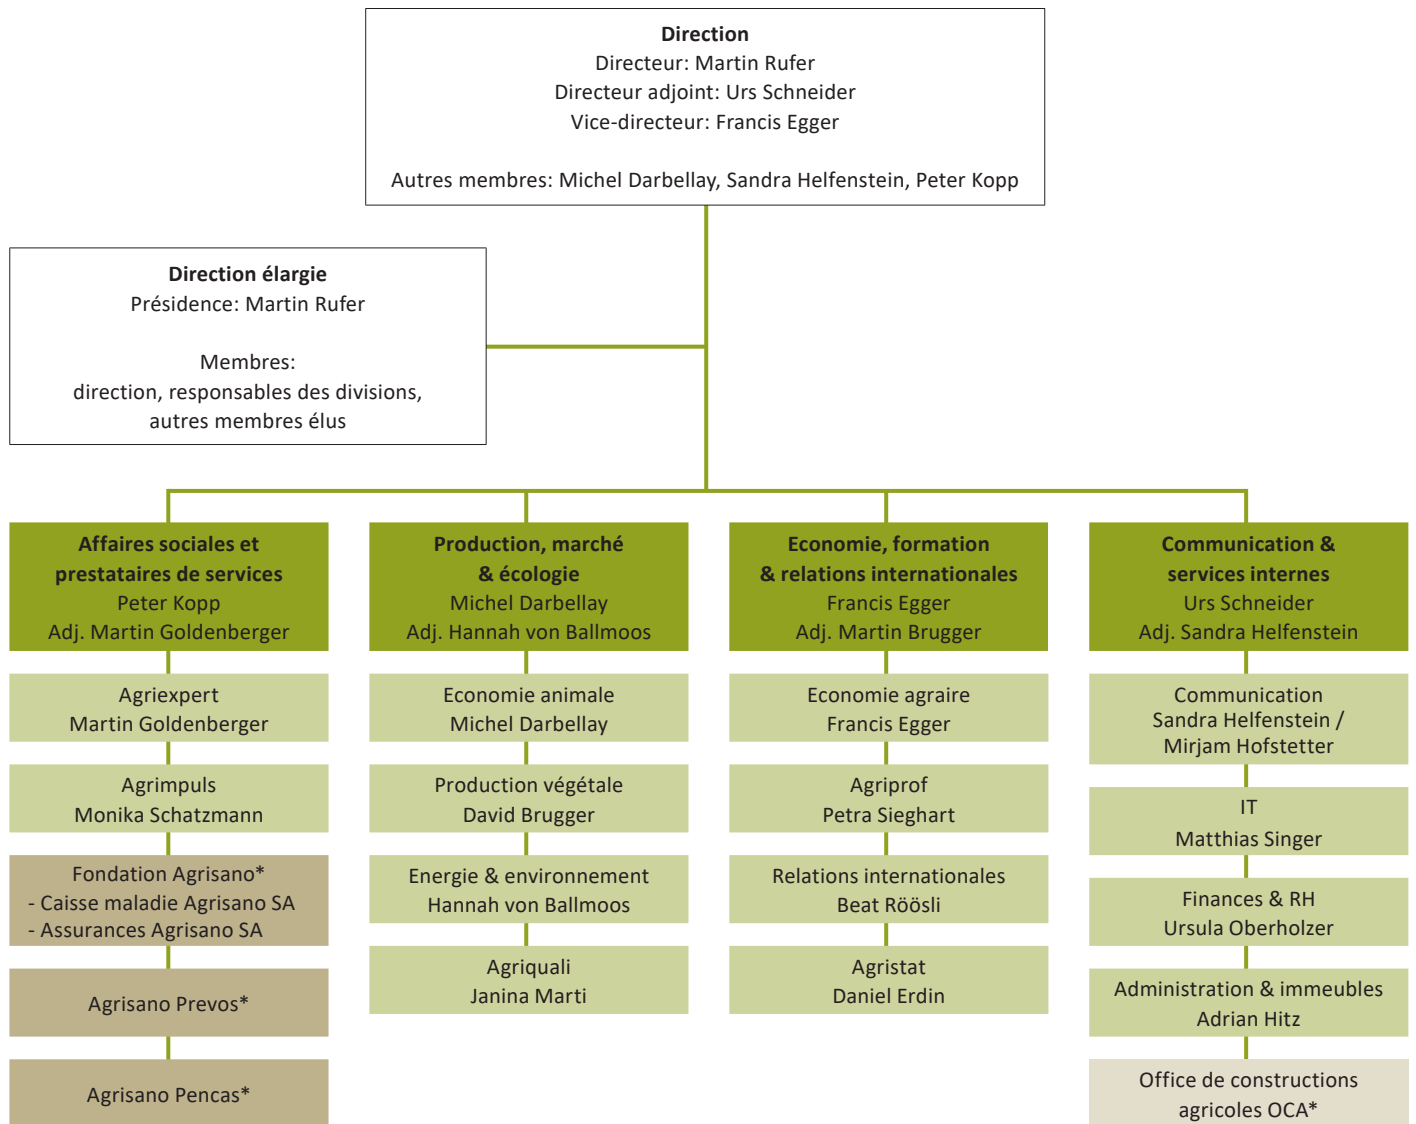 Direction
Directeur: Martin Rufer
Directeur adjoint: Urs Schneider
Vice-directeur: Francis Egger
Autres membres: Michel Darbellay, Sandra Helfenstein, Peter Kopp
Direction élargie
Présidence: Martin Rufer
Membres:
direction, responsables des divisions,
autres membres élus
Affaires sociales et
prestataires de services
Peter Kopp
Adj. Martin Goldenberger
Agriexpert
Martin Goldenberger
Agrimpuls
Monika Schatzmann
Fondation Agrisano*
- Caisse maladie Agrisano SA
- Assurances Agrisano SA
Agrisano Prevos*
Agrisano Pencas*
Production, marché
& écologie
Michel Darbellay
Adj. Hannah von Ballmoos
Economie animale
Michel Darbellay
Production végétale
David Brugger
Energie & environnement
Hannah von Ballmoos
Agriquali
Janina Marti
Economie, formation
& relations internationales
Francis Egger
Adj. Martin Brugger
Economie agraire
Francis Egger
Agriprof
Petra Sieghart
Relations internationales
Beat Röösli
Agristat
Daniel Erdin
Communication &
services internes
Urs Schneider
Adj. Sandra Helfenstein
Communication
Sandra Helfenstein /
Mirjam Hofstetter
IT
Matthias Singer
Finances & RH
Ursula Oberholzer
Administration & immeubles
Adrian Hitz
Office de constructions
agricoles OCA*